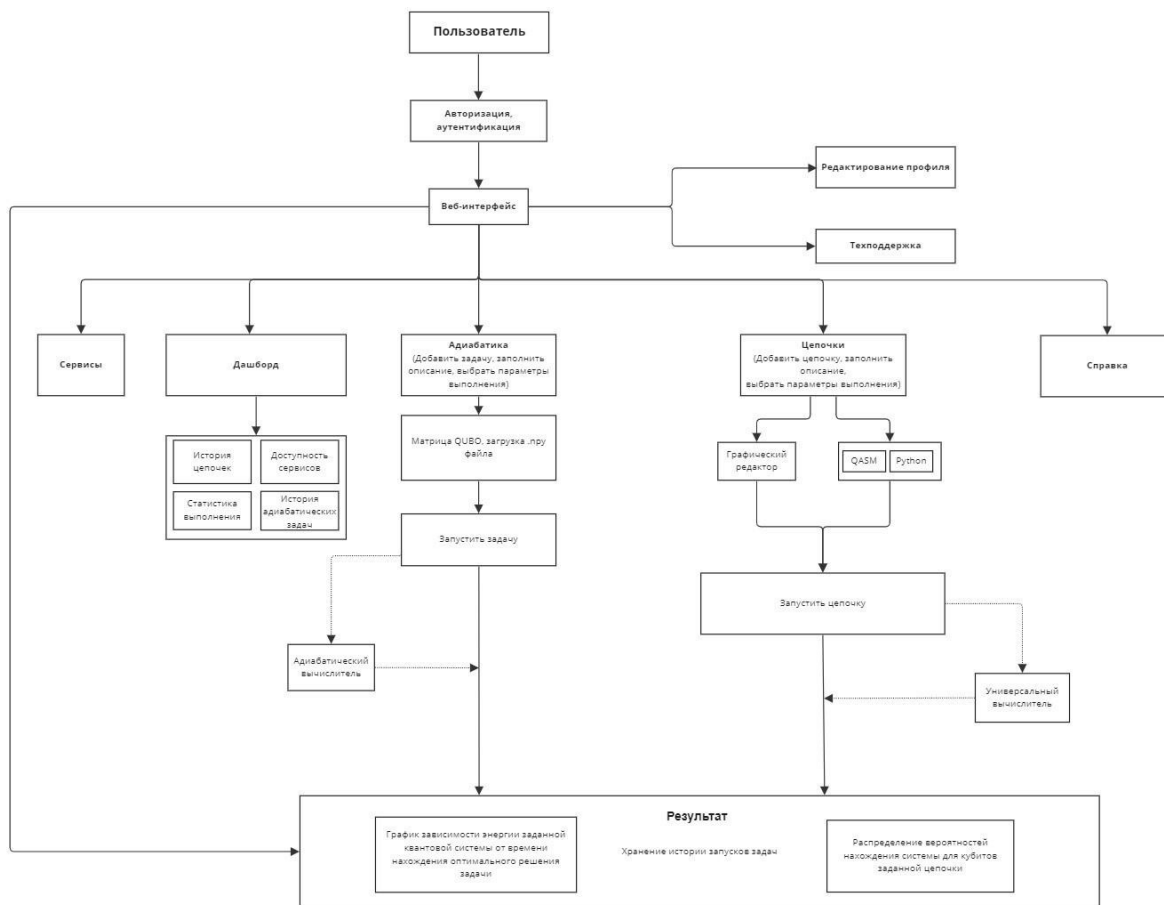 Пользователь
Авторизация,
аутентификация
Редактирование профиля
Веб-интерфейс
Техподдержка
Сервисы
Дашборд
Адиабатика
(Добавить задачу, заполнить
описание, выбрать параметры
выполнения)
Цепочки
(Добавить цепочку, заполнить
описание,
выбрать параметры выполнения)
Справка
История
цепочек
Доступность
сервисов
Статистика
выполнения
История
адиабатических
задач
Матрица QUBO, загрузка .npy
файла
Графический
редактор
QASM
Python
Запустить задачу
Запустить цепочку
Адиабатический
вычислитель
Универсальный
вычислитель
Результат
График зависимости энергии заданной
квантовой системы от времени
нахождения оптимального решения
задачи
Хранение истории запусков задач
Распределение вероятностей
нахождения системы для кубитов
заданной цепочки